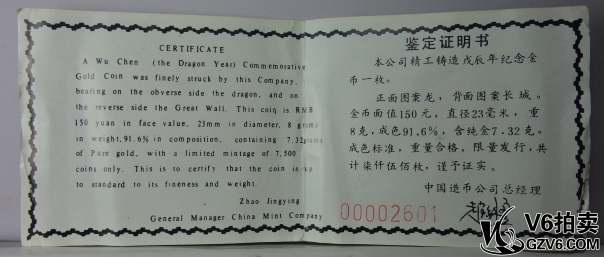 CERTIFICATE
A Wu Chen (the Dragon Year) Commemorative
Gold Coin was finely struck by this Company,
bearing on the obverse side the dragon, and on
the reverse side the Great Wall. This coin is RMB
150 yuan in face value, 23mm in diameter, 8 grams
in weight,91.6% in composition, containing 7.32grams
of Pure gold, with a limited mintage of 7,500
coins only. This is to certify that the coin is up
to standard to its fineness and weight.
Zhao Jingying
General Manager China Mint Company
鉴定证明书
本公司精工铸造戊辰年纪念金
币一枚。
正面图案龙，背面图案长城。
金币面值150元，直径23毫米，重
8克，成色91.6%，含纯金7.32克。
成色标准，重量合格，限量发行，共
计柒仟伍佰枚，谨予证实。
中国造币公司总经理
00002601
V6拍卖
GZV6.COM